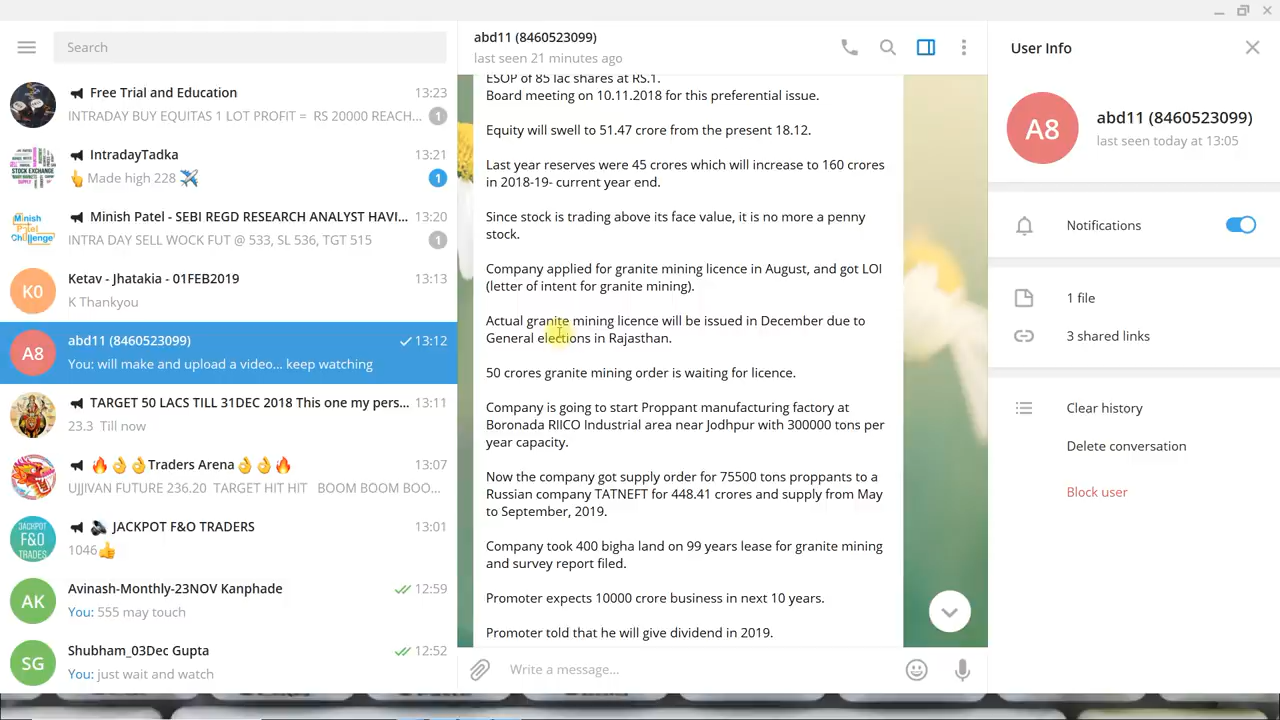 Search
Free Trial and Education 13:23
INTRADAY BUY EQUITAS 1 LOT PROFIT = RS 20000 REACH... 1
IntradayTadka 13:21
👆 Made high 228 ✈️ 1
Minish Patel - SEBI REGD RESEARCH ANALYST HAVI... 13:20
INTRA DAY SELL WOCK FUT @ 533, SL 536, TGT 515 1
K0 Ketav - Jhatakia - 01FEB2019 13:13
K Thankyou
A8 abd11 (8460523099) 13:12
You: will make and upload a video... keep watching
TARGET 50 LACS TILL 31DEC 2018 This one my pers... 13:11
23.3 Till now
🔥👌👌Traders Arena👌👌🔥 13:07
UJJIVAN FUTURE 236.20 TARGET HIT HIT BOOM BOOM BOO...
JACKPOT F&O TRADES
🔊 JACKPOT F&O TRADERS 13:01
1046👍
AK Avinash-Monthly-23NOV Kanphade 12:59
You: 555 may touch
SG Shubham_03Dec Gupta 12:52
You: just wait and watch
abd11 (8460523099)
last seen 21 minutes ago
ESOP of 85 lac shares at RS.1.
Board meeting on 10.11.2018 for this preferential issue.
Equity will swell to 51.47 crore from the present 18.12.
Last year reserves were 45 crores which will increase to 160 crores
in 2018-19- current year end.
Since stock is trading above its face value, it is no more a penny
stock.
Company applied for granite mining licence in August, and got LOI
(letter of intent for granite mining).
Actual granite mining licence will be issued in December due to
General elections in Rajasthan.
50 crores granite mining order is waiting for licence.
Company is going to start Proppant manufacturing factory at
Boronada RIICO Industrial area near Jodhpur with 300000 tons per
year capacity.
Now the company got supply order for 75500 tons proppants to a
Russian company TATNEFT for 448.41 crores and supply from May
to September, 2019.
Company took 400 bigha land on 99 years lease for granite mining
and survey report filed.
Promoter expects 10000 crore business in next 10 years.
Promoter told that he will give dividend in 2019.
Write a message...
User Info
A8 abd11 (8460523099)
last seen today at 13:05
Notifications
1 file
3 shared links
Clear history
Delete conversation
Block user